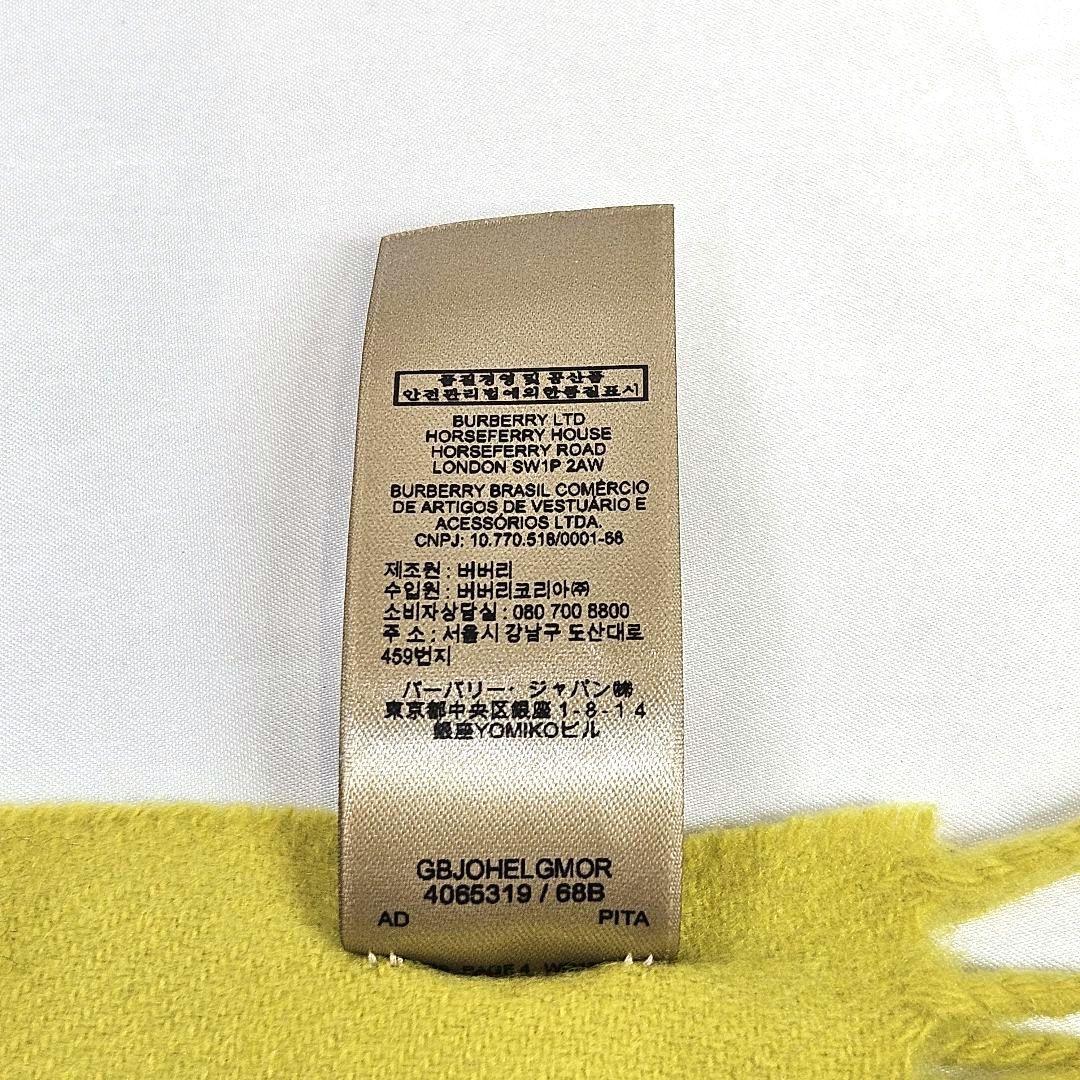 품질경영 및 공산품
안전관리법에의한품질표시
BURBERRY LTD
HORSEFERRY HOUSE
HORSEFERRY ROAD
LONDON SW1P 2AW
BURBERRY BRASIL COMÉRCIO
DE ARTIGOS DE VESTUÁRIO E
ACESSÓRIOS LTDA.
CNPJ: 10.770.518/0001-68
제조원 : 버버리
수입원 : 버버리코리아㈜
소비자상담실 : 080 700 8800
주 소 : 서울시 강남구 도산대로
459번지
バーバリー・ジャパン㈱
東京都中央区銀座 1-8-14
銀座YOMIKOビル
GBJOHELGMOR
4065319 / 68B
AD PITA
PAGE 4